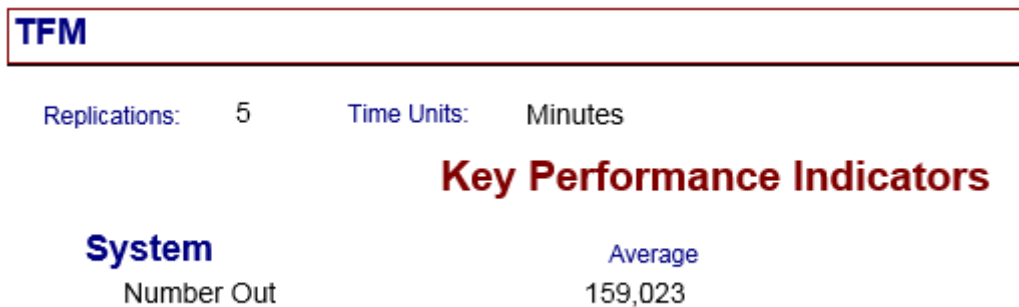 TFM
Replications: 5 Time Units: Minutes
Key Performance Indicators
System Average
Number Out 159,023